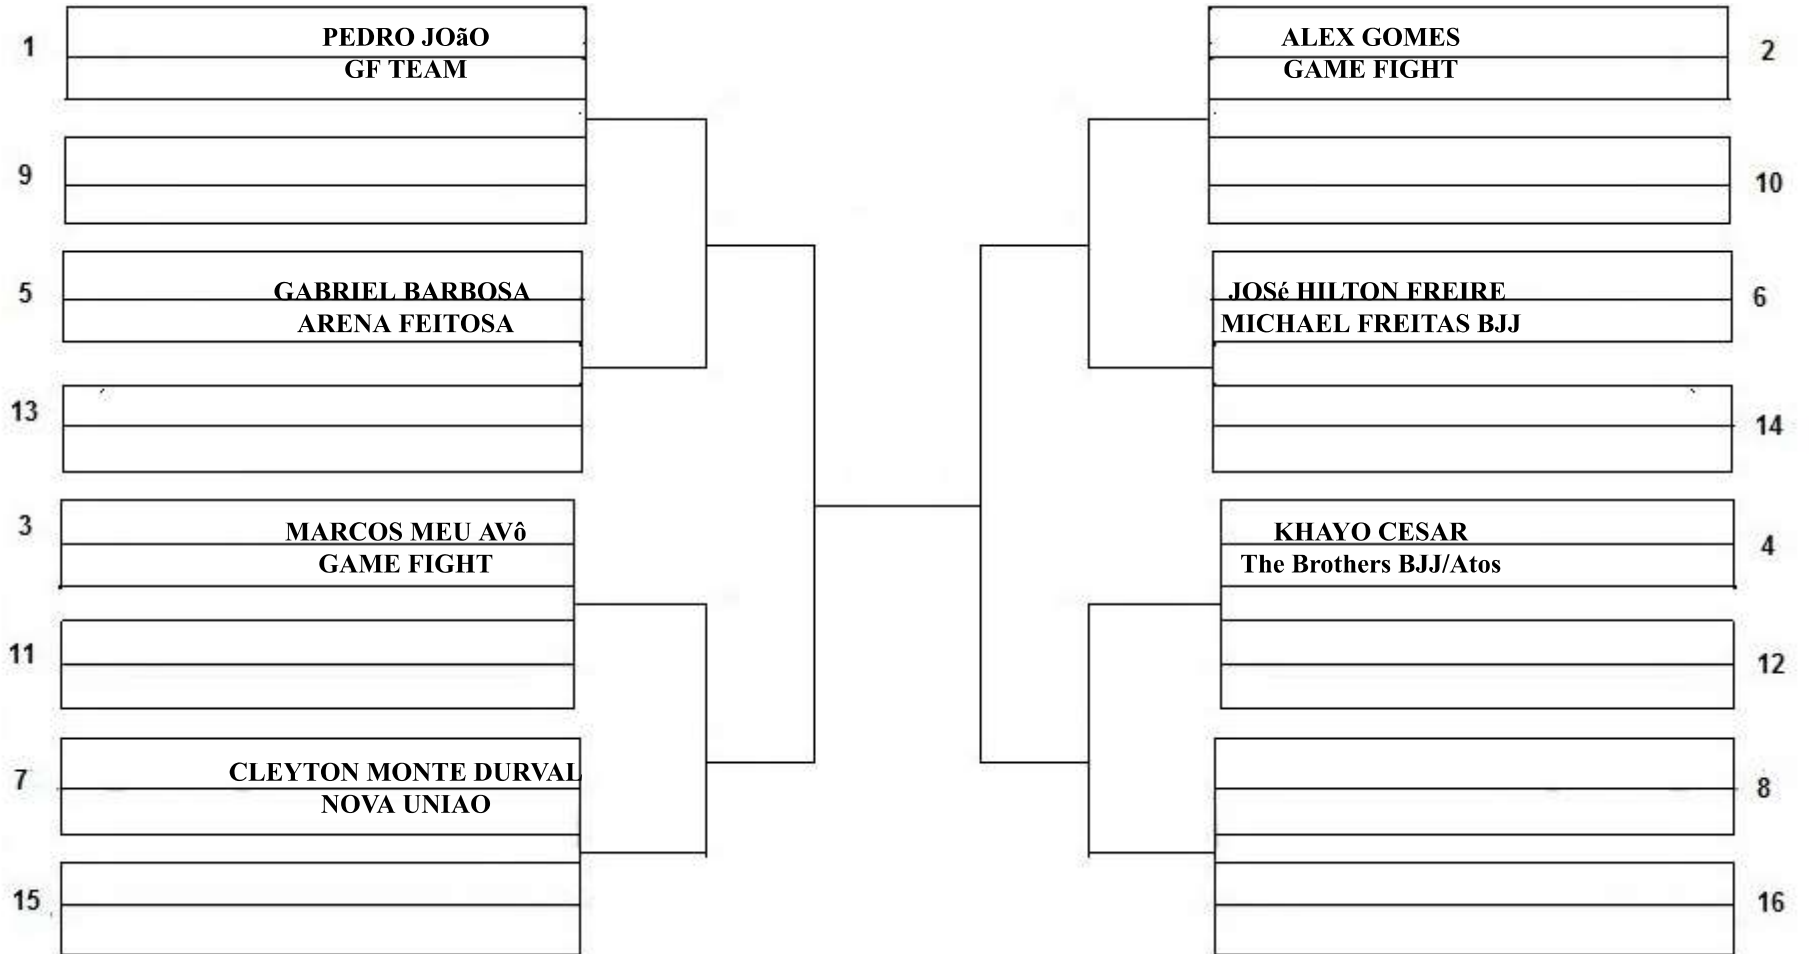 1
PEDRO JOãO
GF TEAM
9
5
GABRIEL BARBOSA
ARENA FEITOSA
13
3
MARCOS MEU AVô
GAME FIGHT
11
7
CLEYTON MONTE DURVAL
NOVA UNIAO
15
ALEX GOMES
GAME FIGHT
2
10
JOSé HILTON FREIRE
MICHAEL FREITAS BJJ
6
14
KHAYO CESAR
The Brothers BJJ/Atos
4
12
8
16